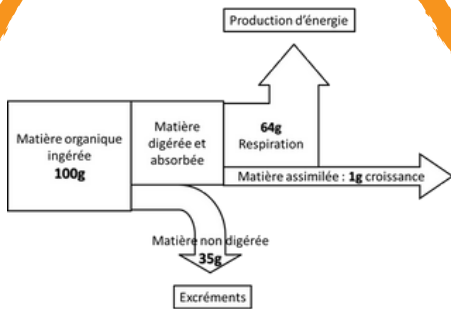 Production d'énergie
Matière organique
ingérée
100g
Matière
digérée et
absorbée
64g
Respiration
Matière assimilée : 1g croissance
Matière non digérée
35g
Excréments